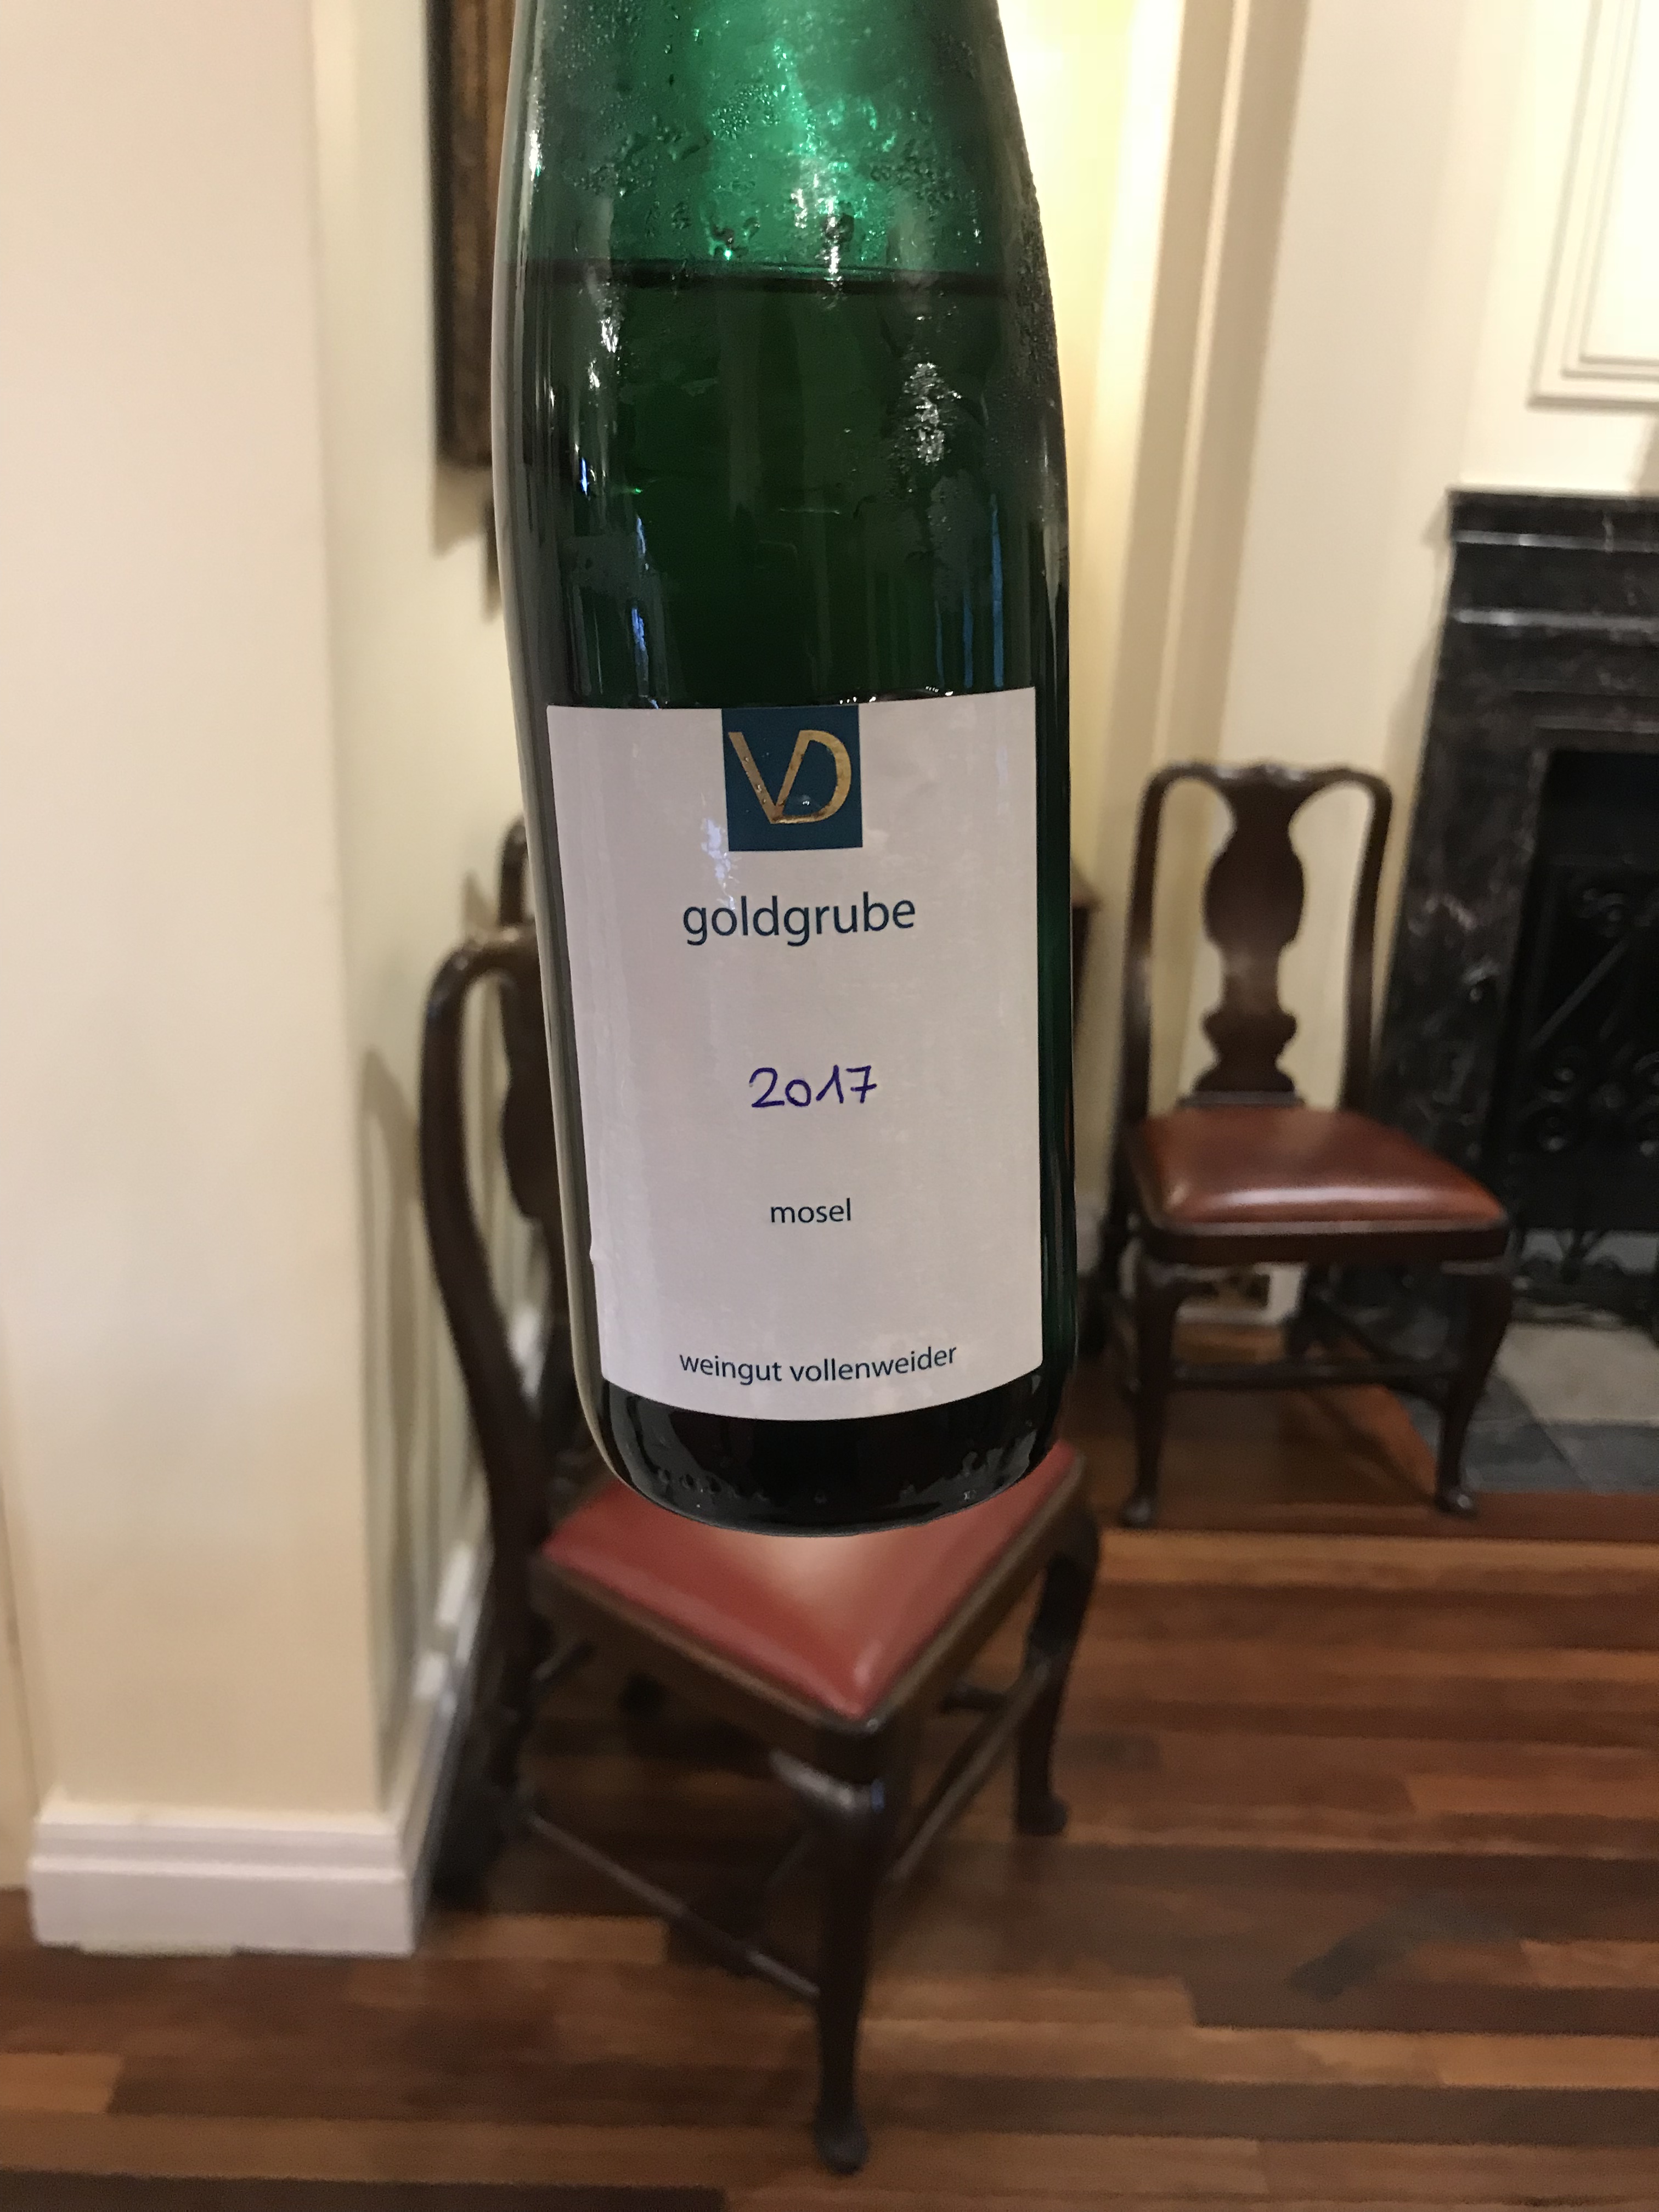 VD
goldgrube
2017
mosel
weingut vollenweider